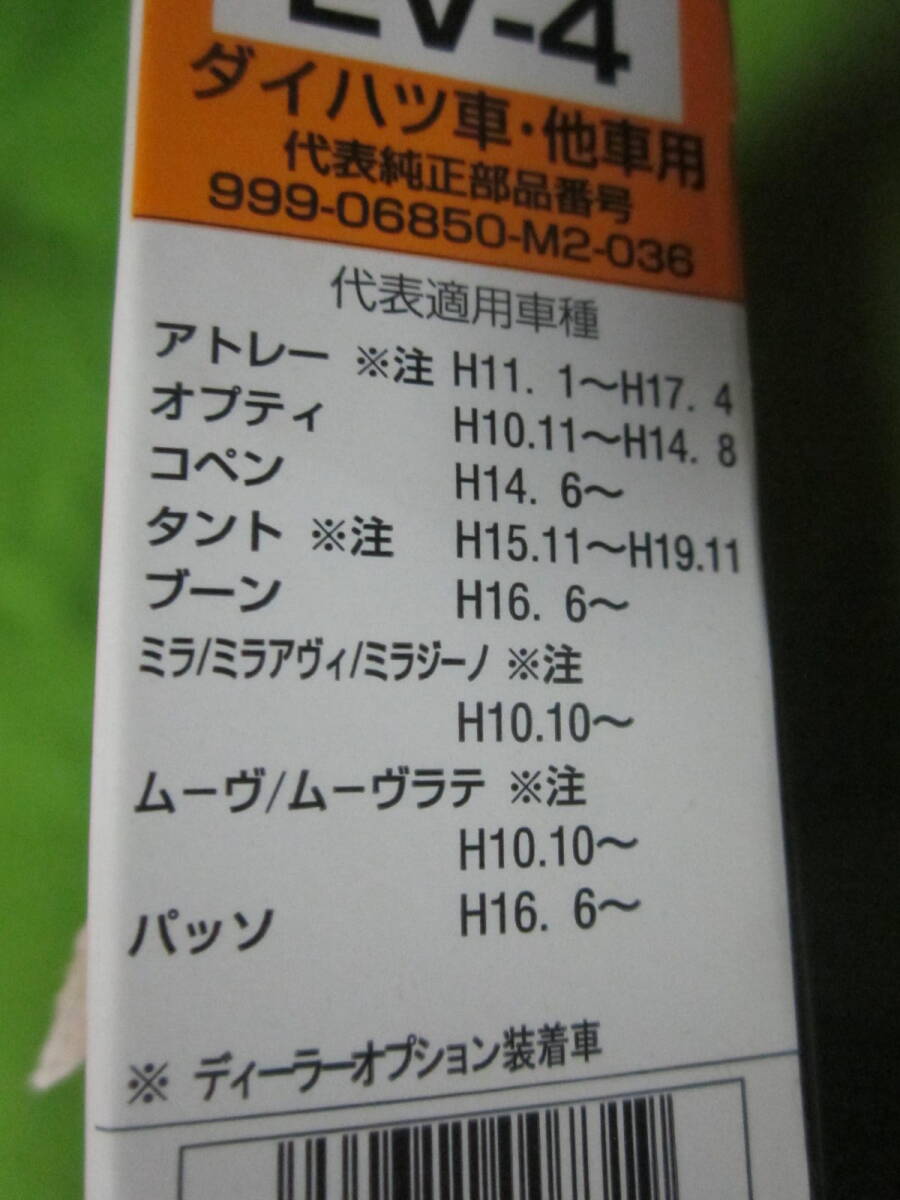 EV-4
ダイハツ車・他車用
代表純正部品番号
999-06850-M2-036
代表適用車種
アトレー ※注 H11. 1～H17. 4
オプティ H10.11～H14. 8
コペン H14. 6～
タント ※注 H15.11～H19.11
ブーン H16. 6～
ミラ/ミラアヴィ/ミラジーノ ※注
H10.10～
ムーヴ/ムーヴラテ ※注
H10.10～
パッソ H16. 6～
※ ディーラーオプション装着車